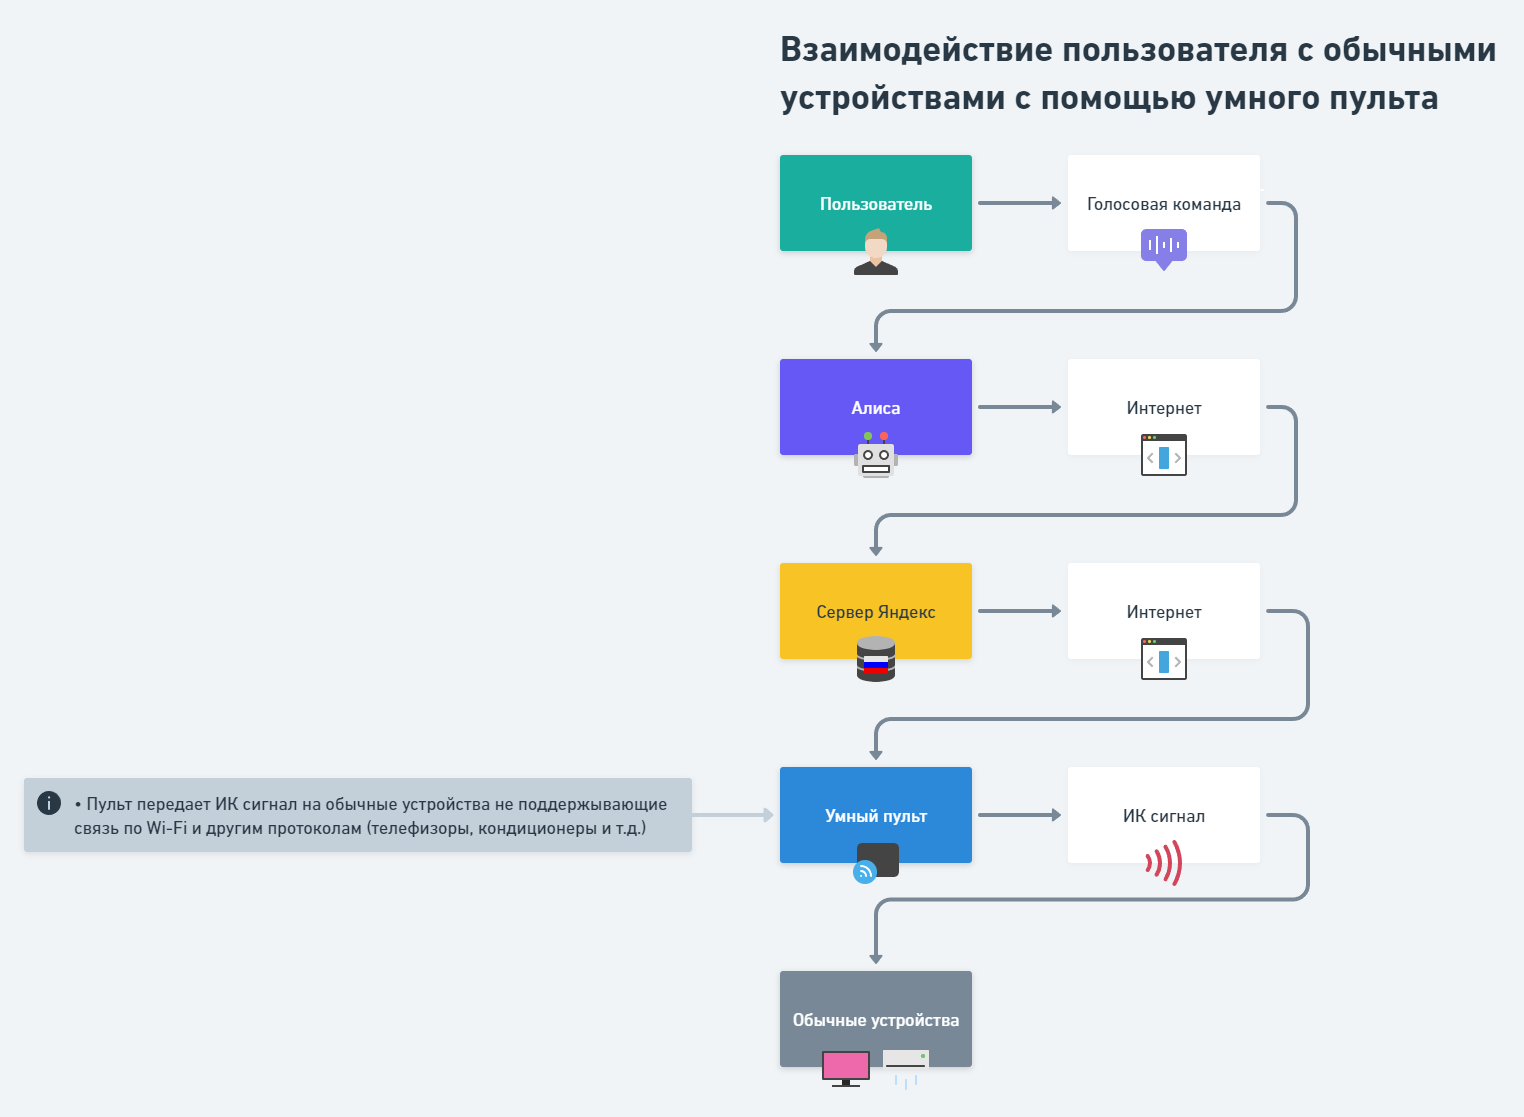 Взаимодействие пользователя с обычными
устройствами с помощью умного пульта
Пользователь
Голосовая команда
Алиса
Интернет
Сервер Яндекс
Интернет
• Пульт передает ИК сигнал на обычные устройства не поддерживающие
связь по Wi-Fi и другим протоколам (телефизоры, кондиционеры и т.д.)
Умный пульт
ИК сигнал
Обычные устройства